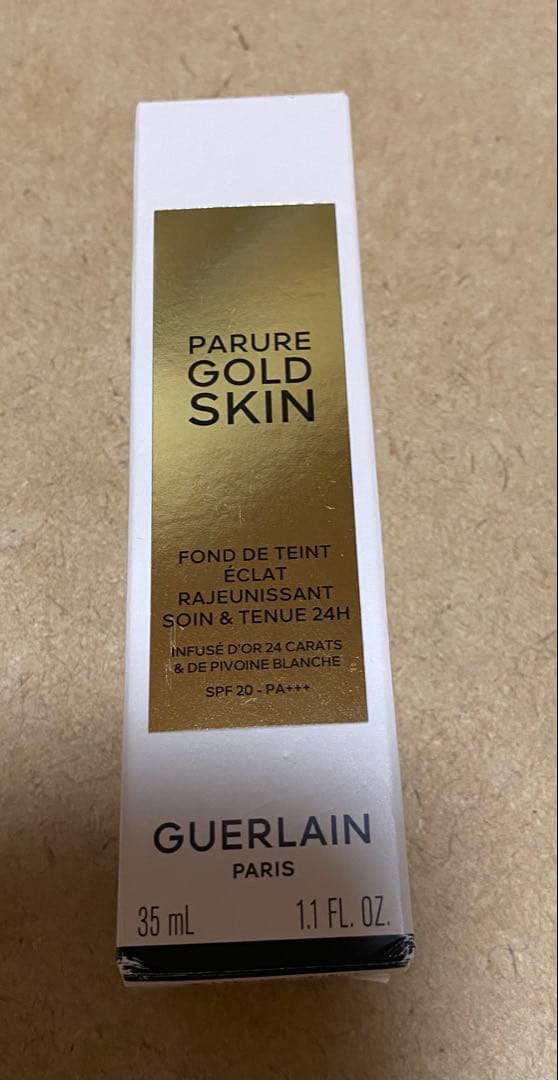 PARURE
GOLD
SKIN
FOND DE TEINT
ÉCLAT
RAJEUNISSANT
SOIN & TENUE 24H
INFUSÉ D'OR 24 CARATS
& DE PIVOINE BLANCHE
SPF 20 - PA+++
GUERLAIN
PARIS
35 mL 1.1 FL. OZ.